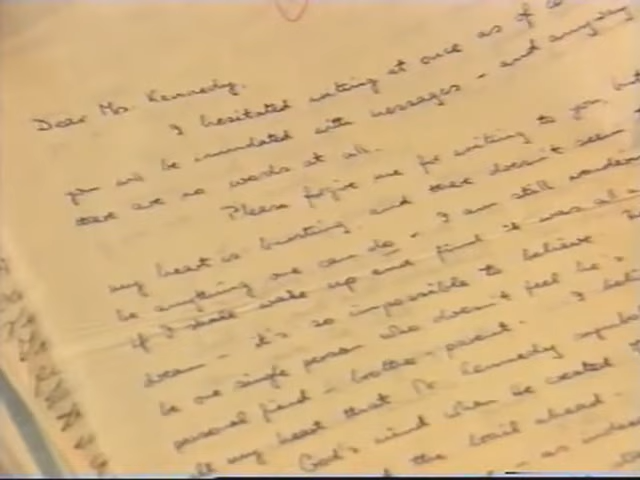 Dear Mr. Kennedy.
I hesitated writing at once as of
you will be inundated with messages - and anyway
there are no words at all.
Please forgive me for writing to you, but
my heart is bursting and there doesn't seem
be anything one can do - I am still
if I shall wake up and find it was all
dream - it's so impossible to believe
be one single person who doesn't feel he's
personal friend - brother - parent. I
all my heart that Mr Kennedy
God's mind when he created
the trail ahead.
- as